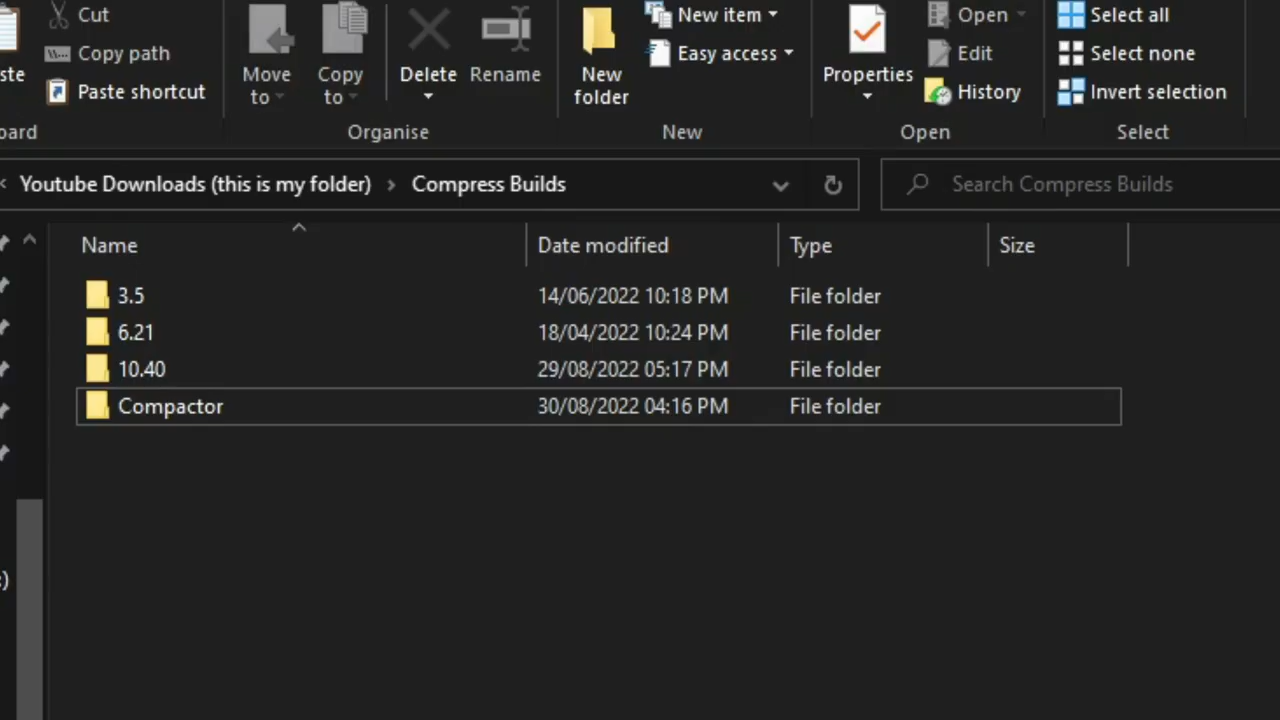 Cut
Copy path
Paste shortcut
Move to
Copy to
Delete
Rename
New folder
New item
Easy access
Properties
Open
Edit
History
Select all
Select none
Invert selection
Organise
New
Open
Select
Youtube Downloads (this is my folder) > Compress Builds
Search Compress Builds
Name Date modified Type Size
3.5 14/06/2022 10:18 PM File folder
6.21 18/04/2022 10:24 PM File folder
10.40 29/08/2022 05:17 PM File folder
Compactor 30/08/2022 04:16 PM File folder